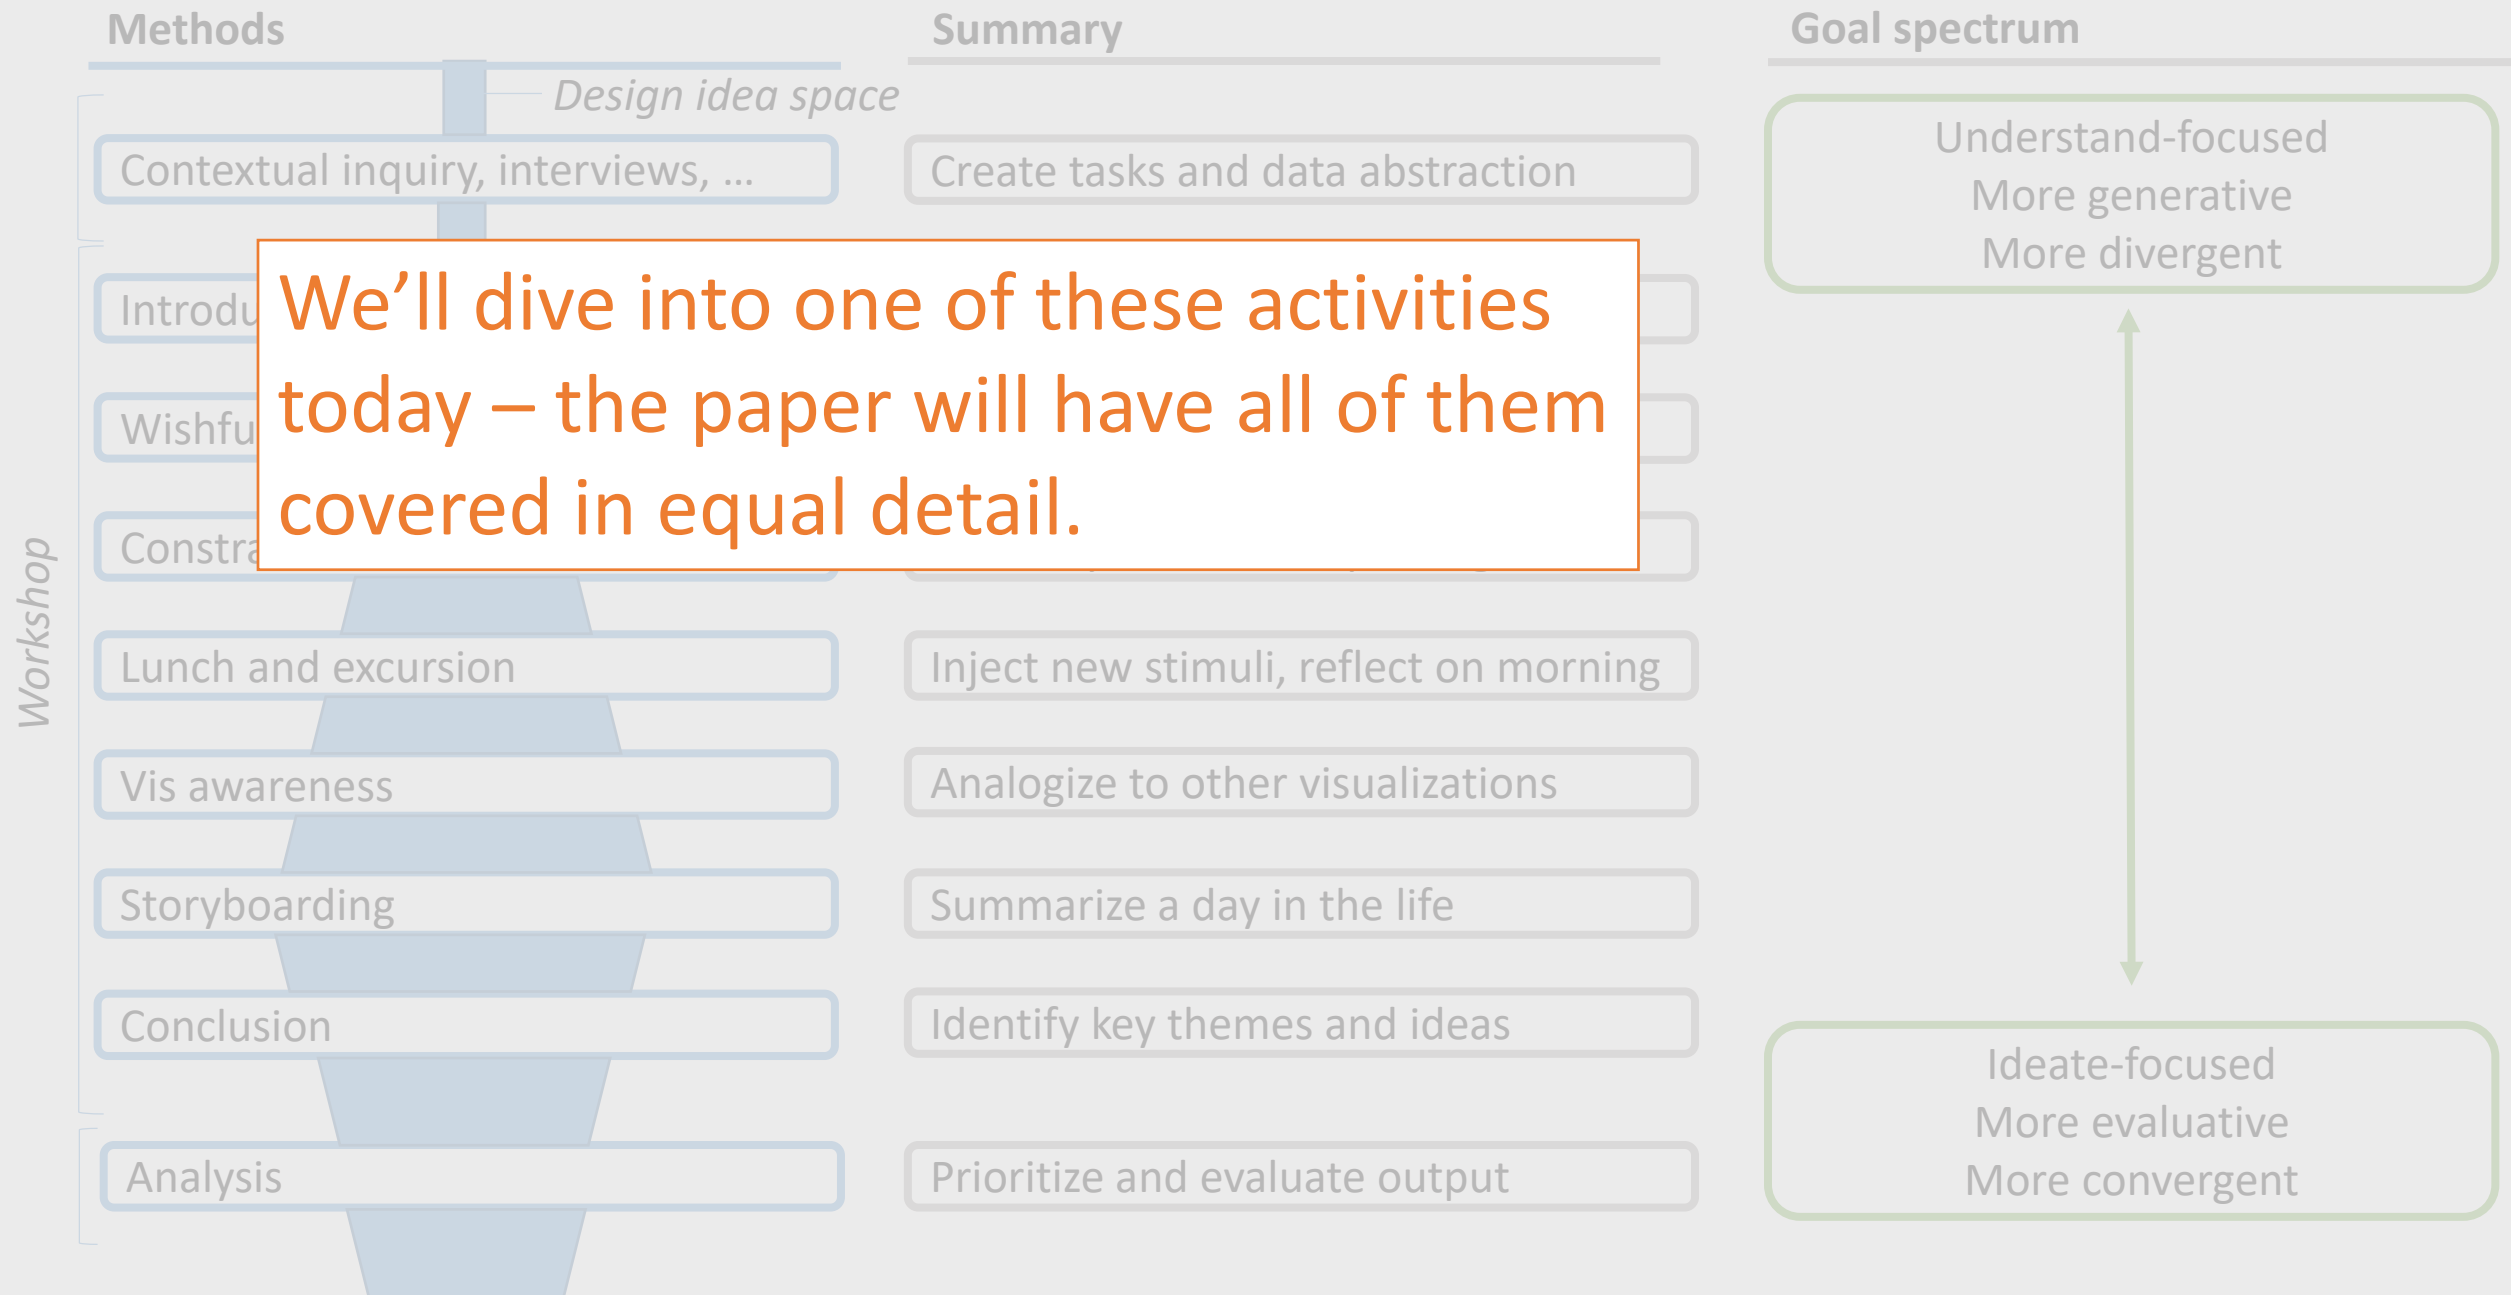 Methods
Summary
Goal spectrum
Design idea space
Contextual inquiry, interviews, ...
Create tasks and data abstraction
Understand-focused
More generative
More divergent
We’ll dive into one of these activities
today – the paper will have all of them
covered in equal detail.
Workshop
Lunch and excursion
Inject new stimuli, reflect on morning
Vis awareness
Analogize to other visualizations
Storyboarding
Summarize a day in the life
Conclusion
Identify key themes and ideas
Ideate-focused
More evaluative
More convergent
Analysis
Prioritize and evaluate output